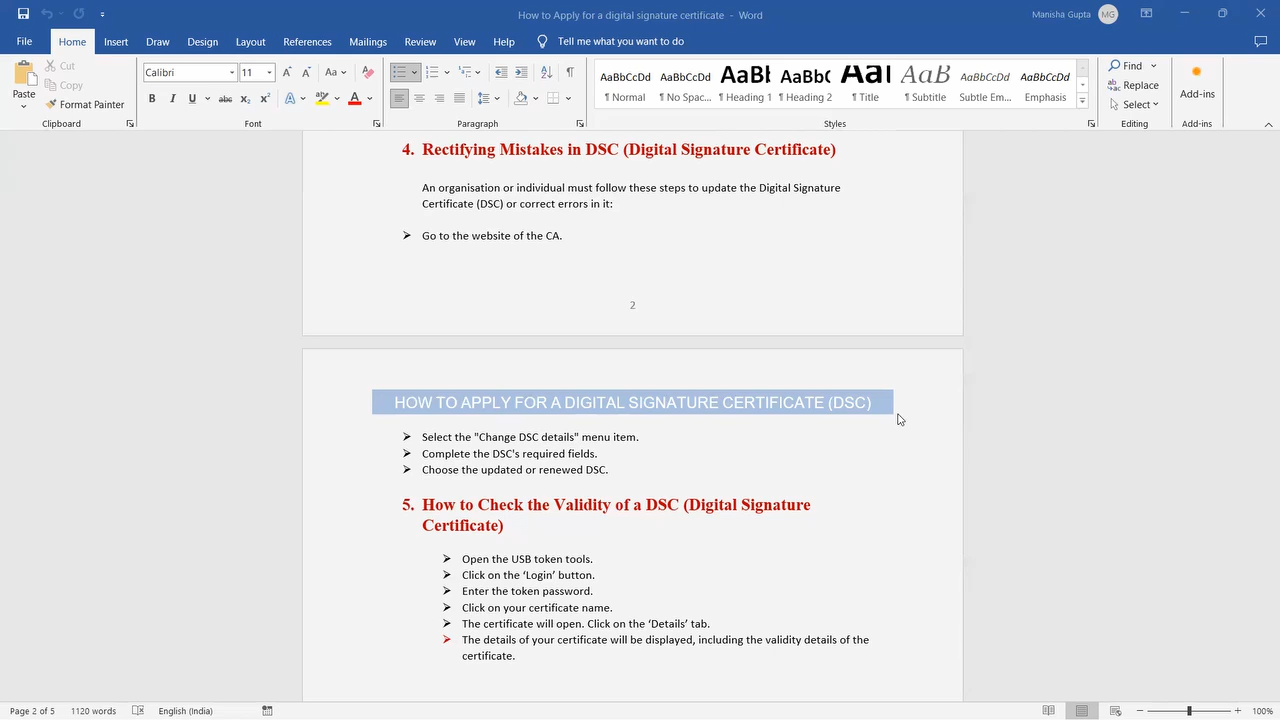 How to Apply for a digital signature certificate - Word
Manisha Gupta MG
File Home Insert Draw Design Layout References Mailings Review View Help Tell me what you want to do
Paste
Cut
Copy
Format Painter
Clipboard
Calibri 11
Font
Paragraph
AaBbCcDd AaBbCcDd AaBb AaBbC AaB AaB AaBbCcDd AaBbCcDd
¶ Normal ¶ No Spac... ¶ Heading 1 ¶ Heading 2 ¶ Title ¶ Subtitle Subtle Em... Emphasis
Styles
Find
Replace
Select
Editing
Add-ins
Add-ins
4. Rectifying Mistakes in DSC (Digital Signature Certificate)
An organisation or individual must follow these steps to update the Digital Signature
Certificate (DSC) or correct errors in it:
➢ Go to the website of the CA.
2
HOW TO APPLY FOR A DIGITAL SIGNATURE CERTIFICATE (DSC)
➢ Select the "Change DSC details" menu item.
➢ Complete the DSC's required fields.
➢ Choose the updated or renewed DSC.
5. How to Check the Validity of a DSC (Digital Signature
Certificate)
➢ Open the USB token tools.
➢ Click on the ‘Login’ button.
➢ Enter the token password.
➢ Click on your certificate name.
➢ The certificate will open. Click on the ‘Details’ tab.
➢ The details of your certificate will be displayed, including the validity details of the
certificate.
Page 2 of 5 1120 words English (India) 100%